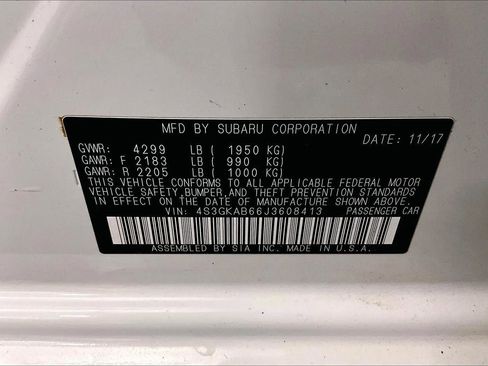 MFD BY SUBARU CORPORATION
DATE: 11/17
GVWR: 4299 LB ( 1950 KG)
GAWR: F 2183 LB ( 990 KG)
GAWR: R 2205 LB ( 1000 KG)
THIS VEHICLE CONFORMS TO ALL APPLICABLE FEDERAL MOTOR
VEHICLE SAFETY, BUMPER, AND THEFT PREVENTION STANDARDS
IN EFFECT ON THE DATE OF MANUFACTURE SHOWN ABOVE.
VIN: 4S3GKAB66J3608413 PASSENGER CAR
ASSEMBLED BY SIA INC. MADE IN U.S.A.